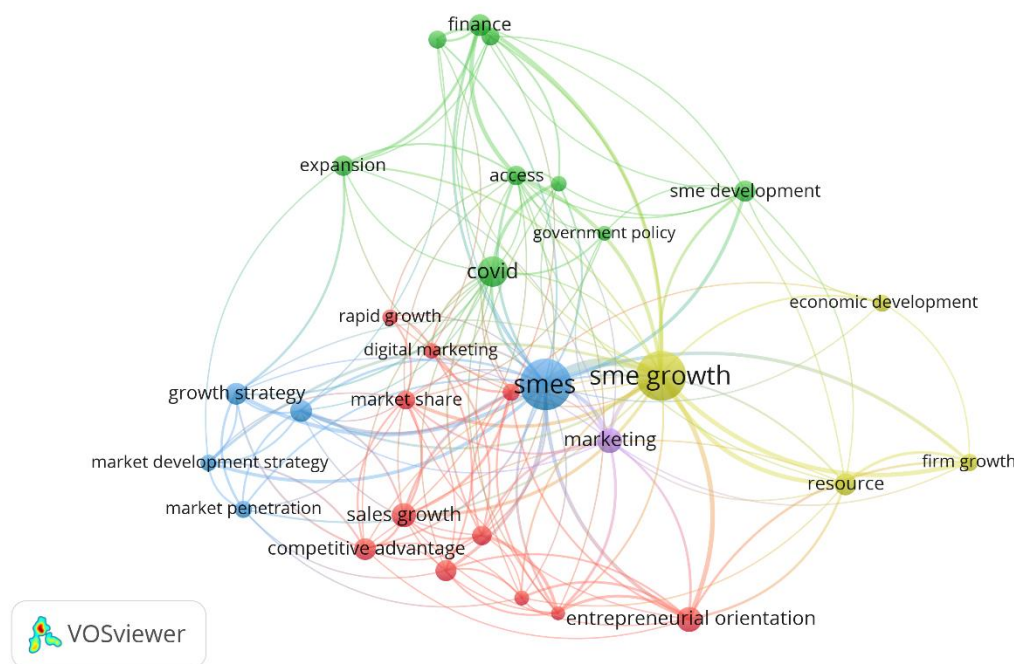 finance
expansion
access
sme development
government policy
covid
economic development
rapid growth
digital marketing
smes
sme growth
growth strategy
market share
marketing
market development strategy
firm growth
resource
market penetration
sales growth
competitive advantage
entrepreneurial orientation
VOSviewer